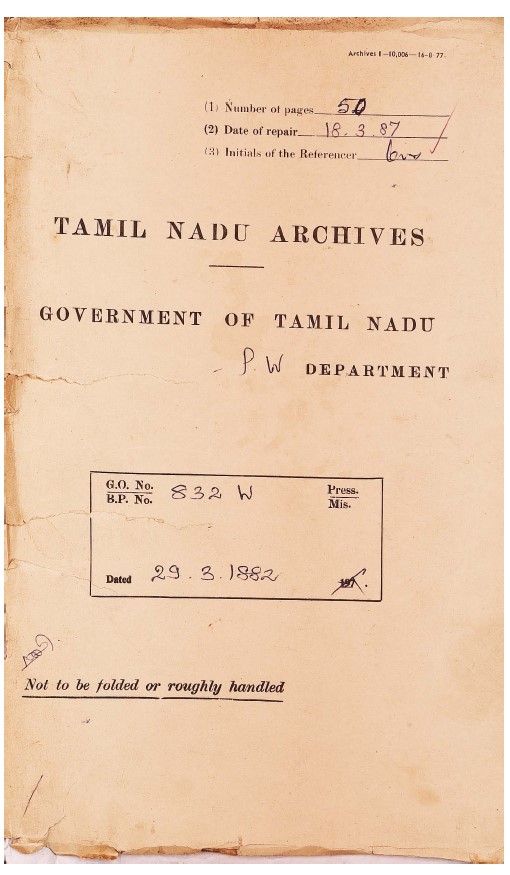 Archives I—10,006—16-8-77.
(1) Number of pages 50
(2) Date of repair 18.3.87
(3) Initials of the Referencer
TAMIL NADU ARCHIVES
GOVERNMENT OF TAMIL NADU
P.W DEPARTMENT
G.O. No. 832 W Press.
B.P. No. Mis.
Dated 29.3.1882 197 .
Not to be folded or roughly handled